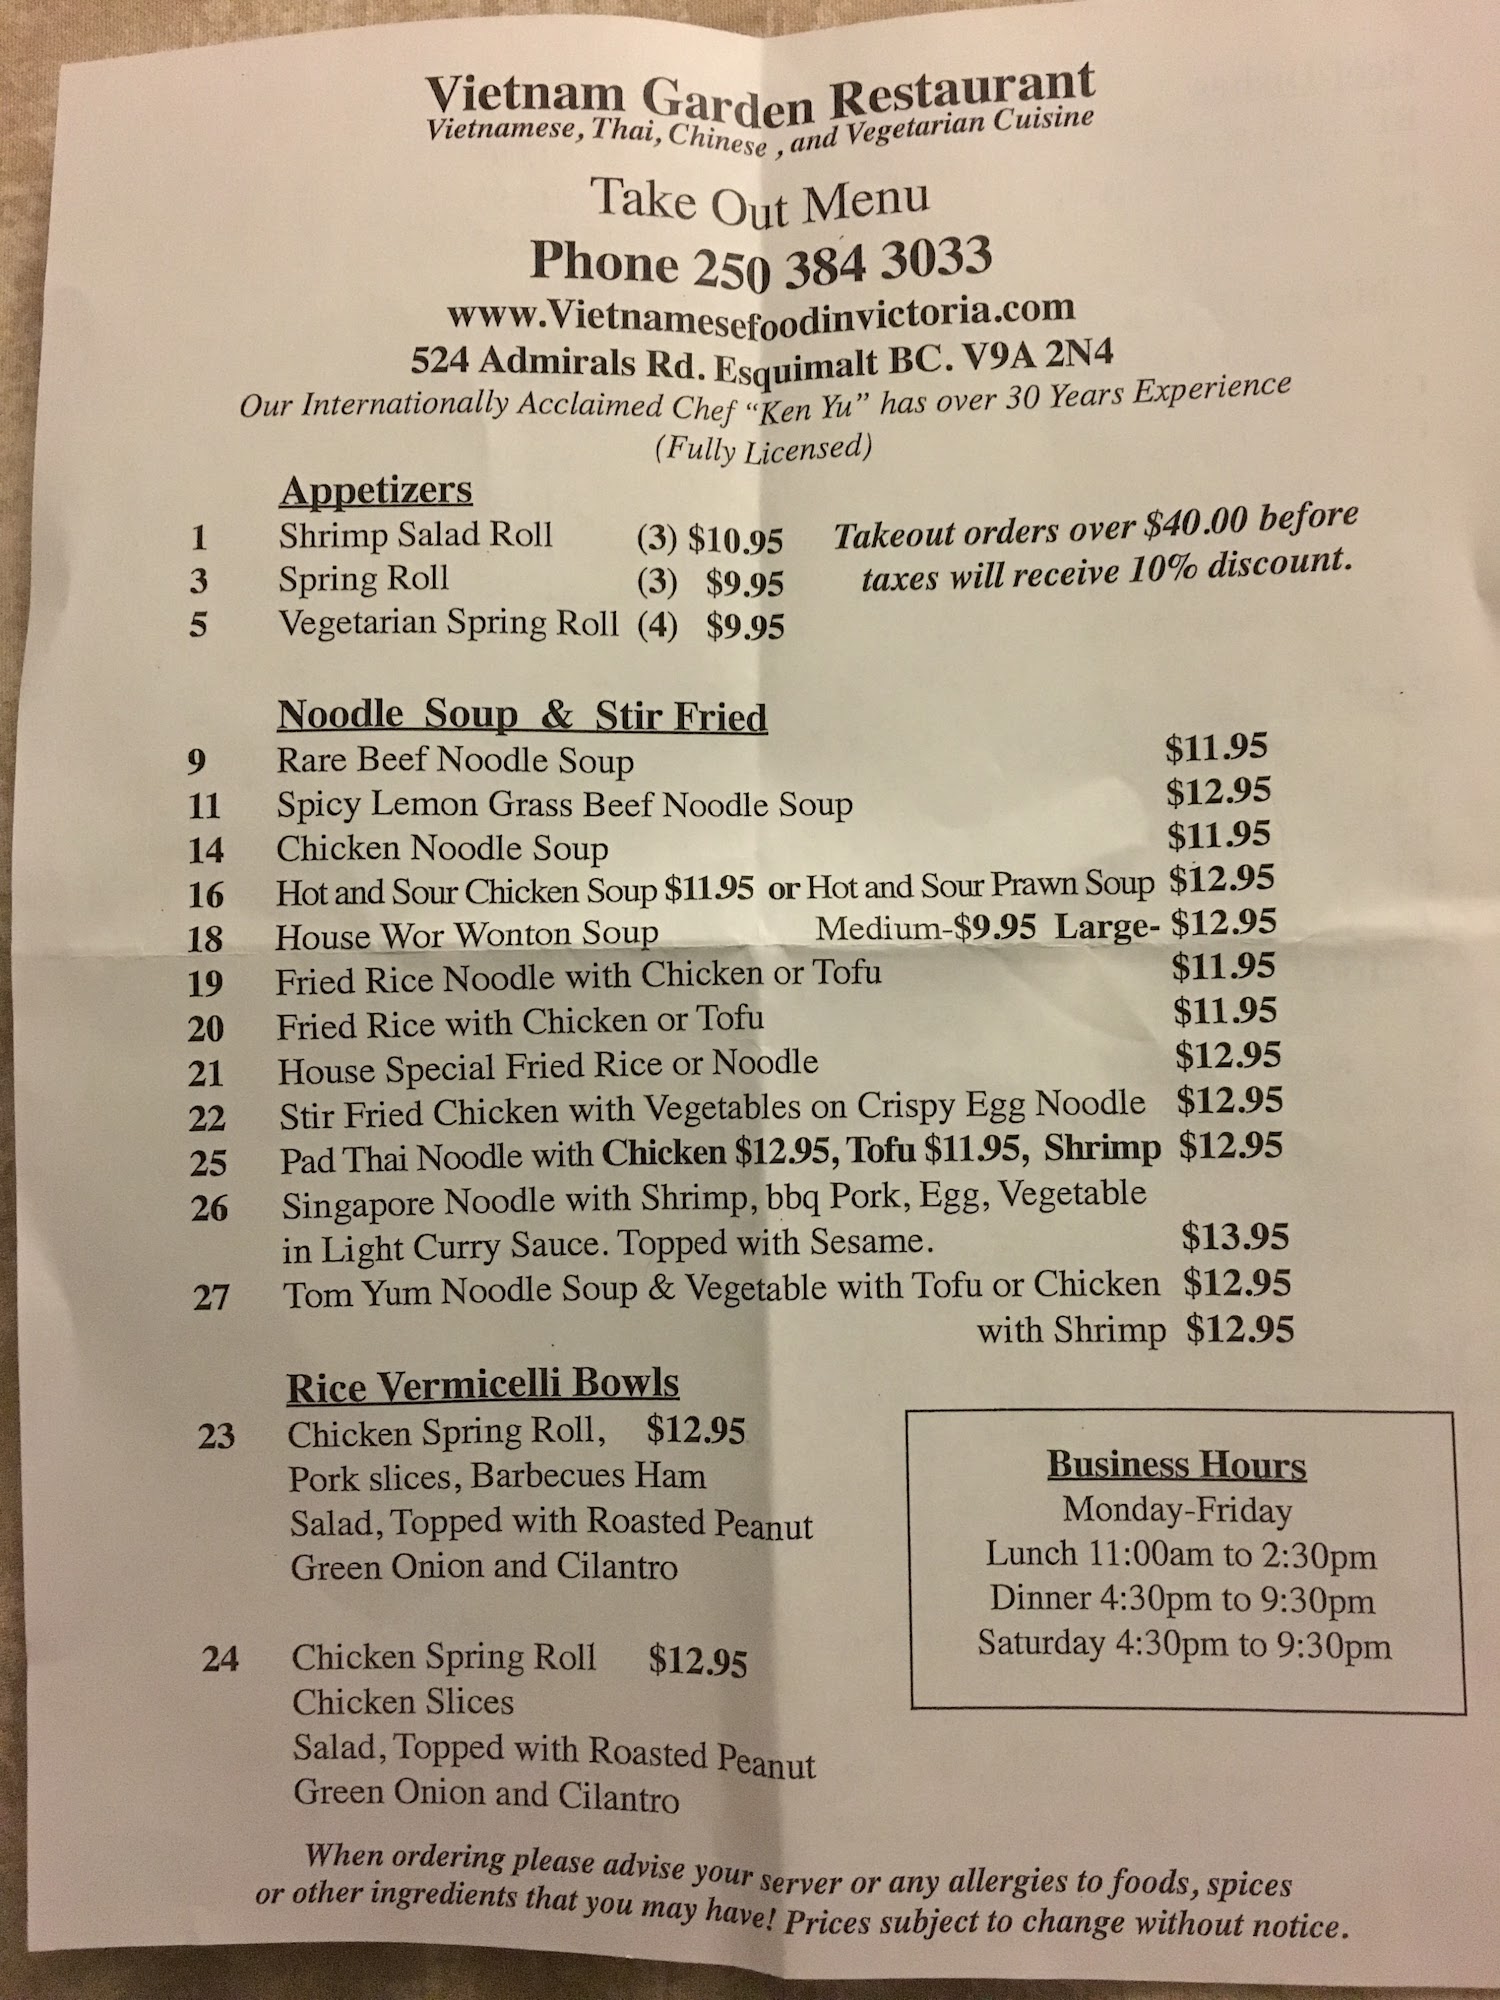 Vietnam Garden Restaurant
Vietnamese, Thai, Chinese , and Vegetarian Cuisine
Take Out Menu
Phone 250 384 3033
www.Vietnamesefoodinvictoria.com
524 Admirals Rd. Esquimalt BC. V9A 2N4
Our Internationally Acclaimed Chef “Ken Yu” has over 30 Years Experience
(Fully Licensed)
Appetizers
1 Shrimp Salad Roll (3) $10.95
3 Spring Roll (3) $9.95
5 Vegetarian Spring Roll (4) $9.95
Takeout orders over $40.00 before
taxes will receive 10% discount.
Noodle Soup & Stir Fried
9 Rare Beef Noodle Soup $11.95
11 Spicy Lemon Grass Beef Noodle Soup $12.95
14 Chicken Noodle Soup $11.95
16 Hot and Sour Chicken Soup $11.95 or Hot and Sour Prawn Soup $12.95
18 House Wor Wonton Soup Medium-$9.95 Large- $12.95
19 Fried Rice Noodle with Chicken or Tofu $11.95
20 Fried Rice with Chicken or Tofu $11.95
21 House Special Fried Rice or Noodle $12.95
22 Stir Fried Chicken with Vegetables on Crispy Egg Noodle $12.95
25 Pad Thai Noodle with Chicken $12.95, Tofu $11.95, Shrimp $12.95
26 Singapore Noodle with Shrimp, bbq Pork, Egg, Vegetable
in Light Curry Sauce. Topped with Sesame. $13.95
27 Tom Yum Noodle Soup & Vegetable with Tofu or Chicken $12.95
with Shrimp $12.95
Rice Vermicelli Bowls
23 Chicken Spring Roll, $12.95
Pork slices, Barbecues Ham
Salad, Topped with Roasted Peanut
Green Onion and Cilantro
24 Chicken Spring Roll $12.95
Chicken Slices
Salad, Topped with Roasted Peanut
Green Onion and Cilantro
Business Hours
Monday-Friday
Lunch 11:00am to 2:30pm
Dinner 4:30pm to 9:30pm
Saturday 4:30pm to 9:30pm
When ordering please advise your server or any allergies to foods, spices
or other ingredients that you may have! Prices subject to change without notice.